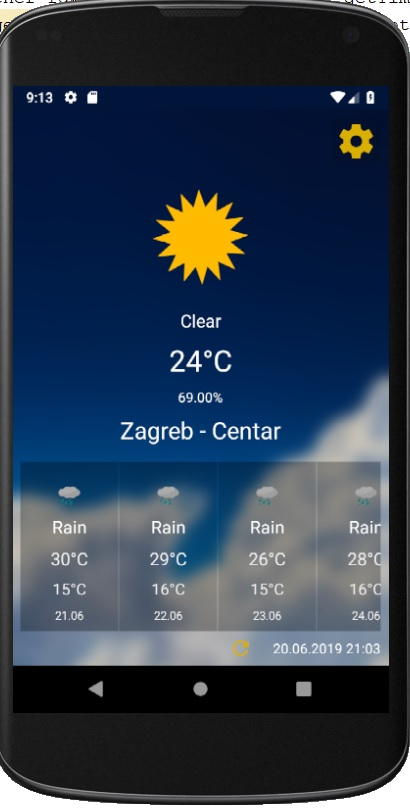 9:13
Clear
24°C
69.00%
Zagreb - Centar
Rain Rain Rain Rain
30°C 29°C 26°C 28°C
15°C 16°C 15°C 16°C
21.06 22.06 23.06 24.06
20.06.2019 21:03